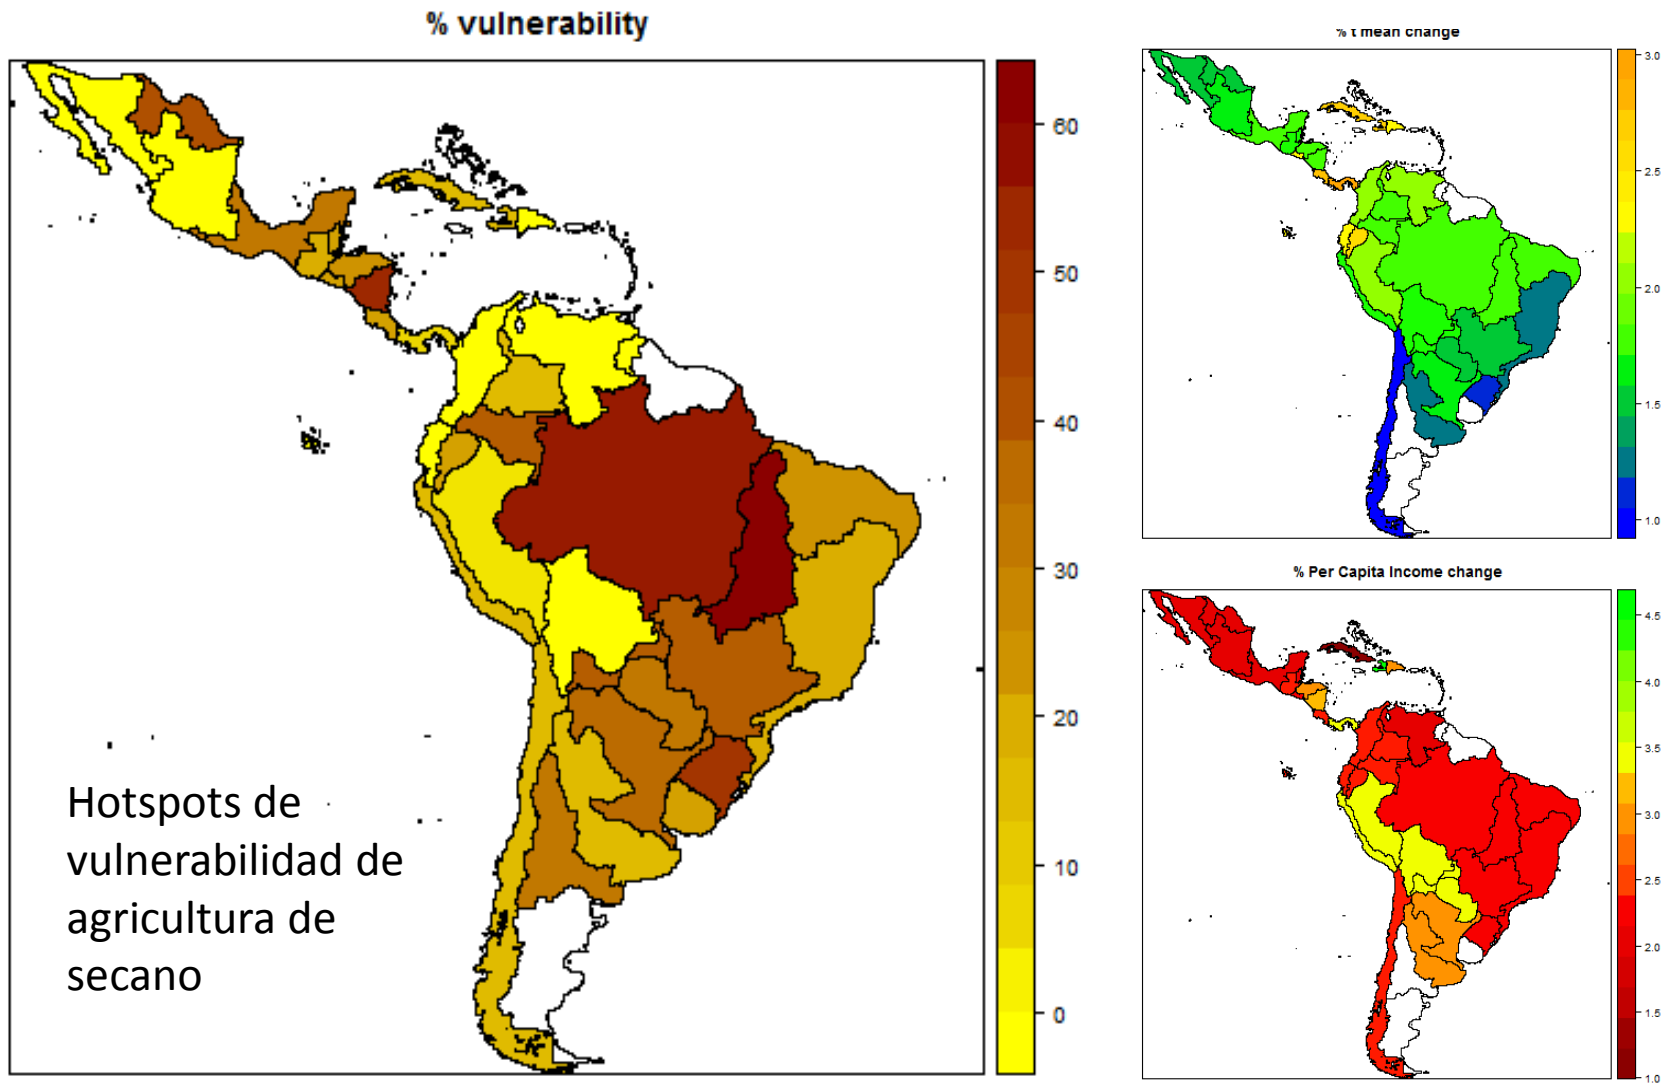 % vulnerability
60
50
40
30
20
10
0
Hotspots de
vulnerabilidad de
agricultura de
secano
% t mean change
3.0
2.5
2.0
1.5
1.0
% Per Capita Income change
4.5
4.0
3.5
3.0
2.5
2.0
1.5
1.0